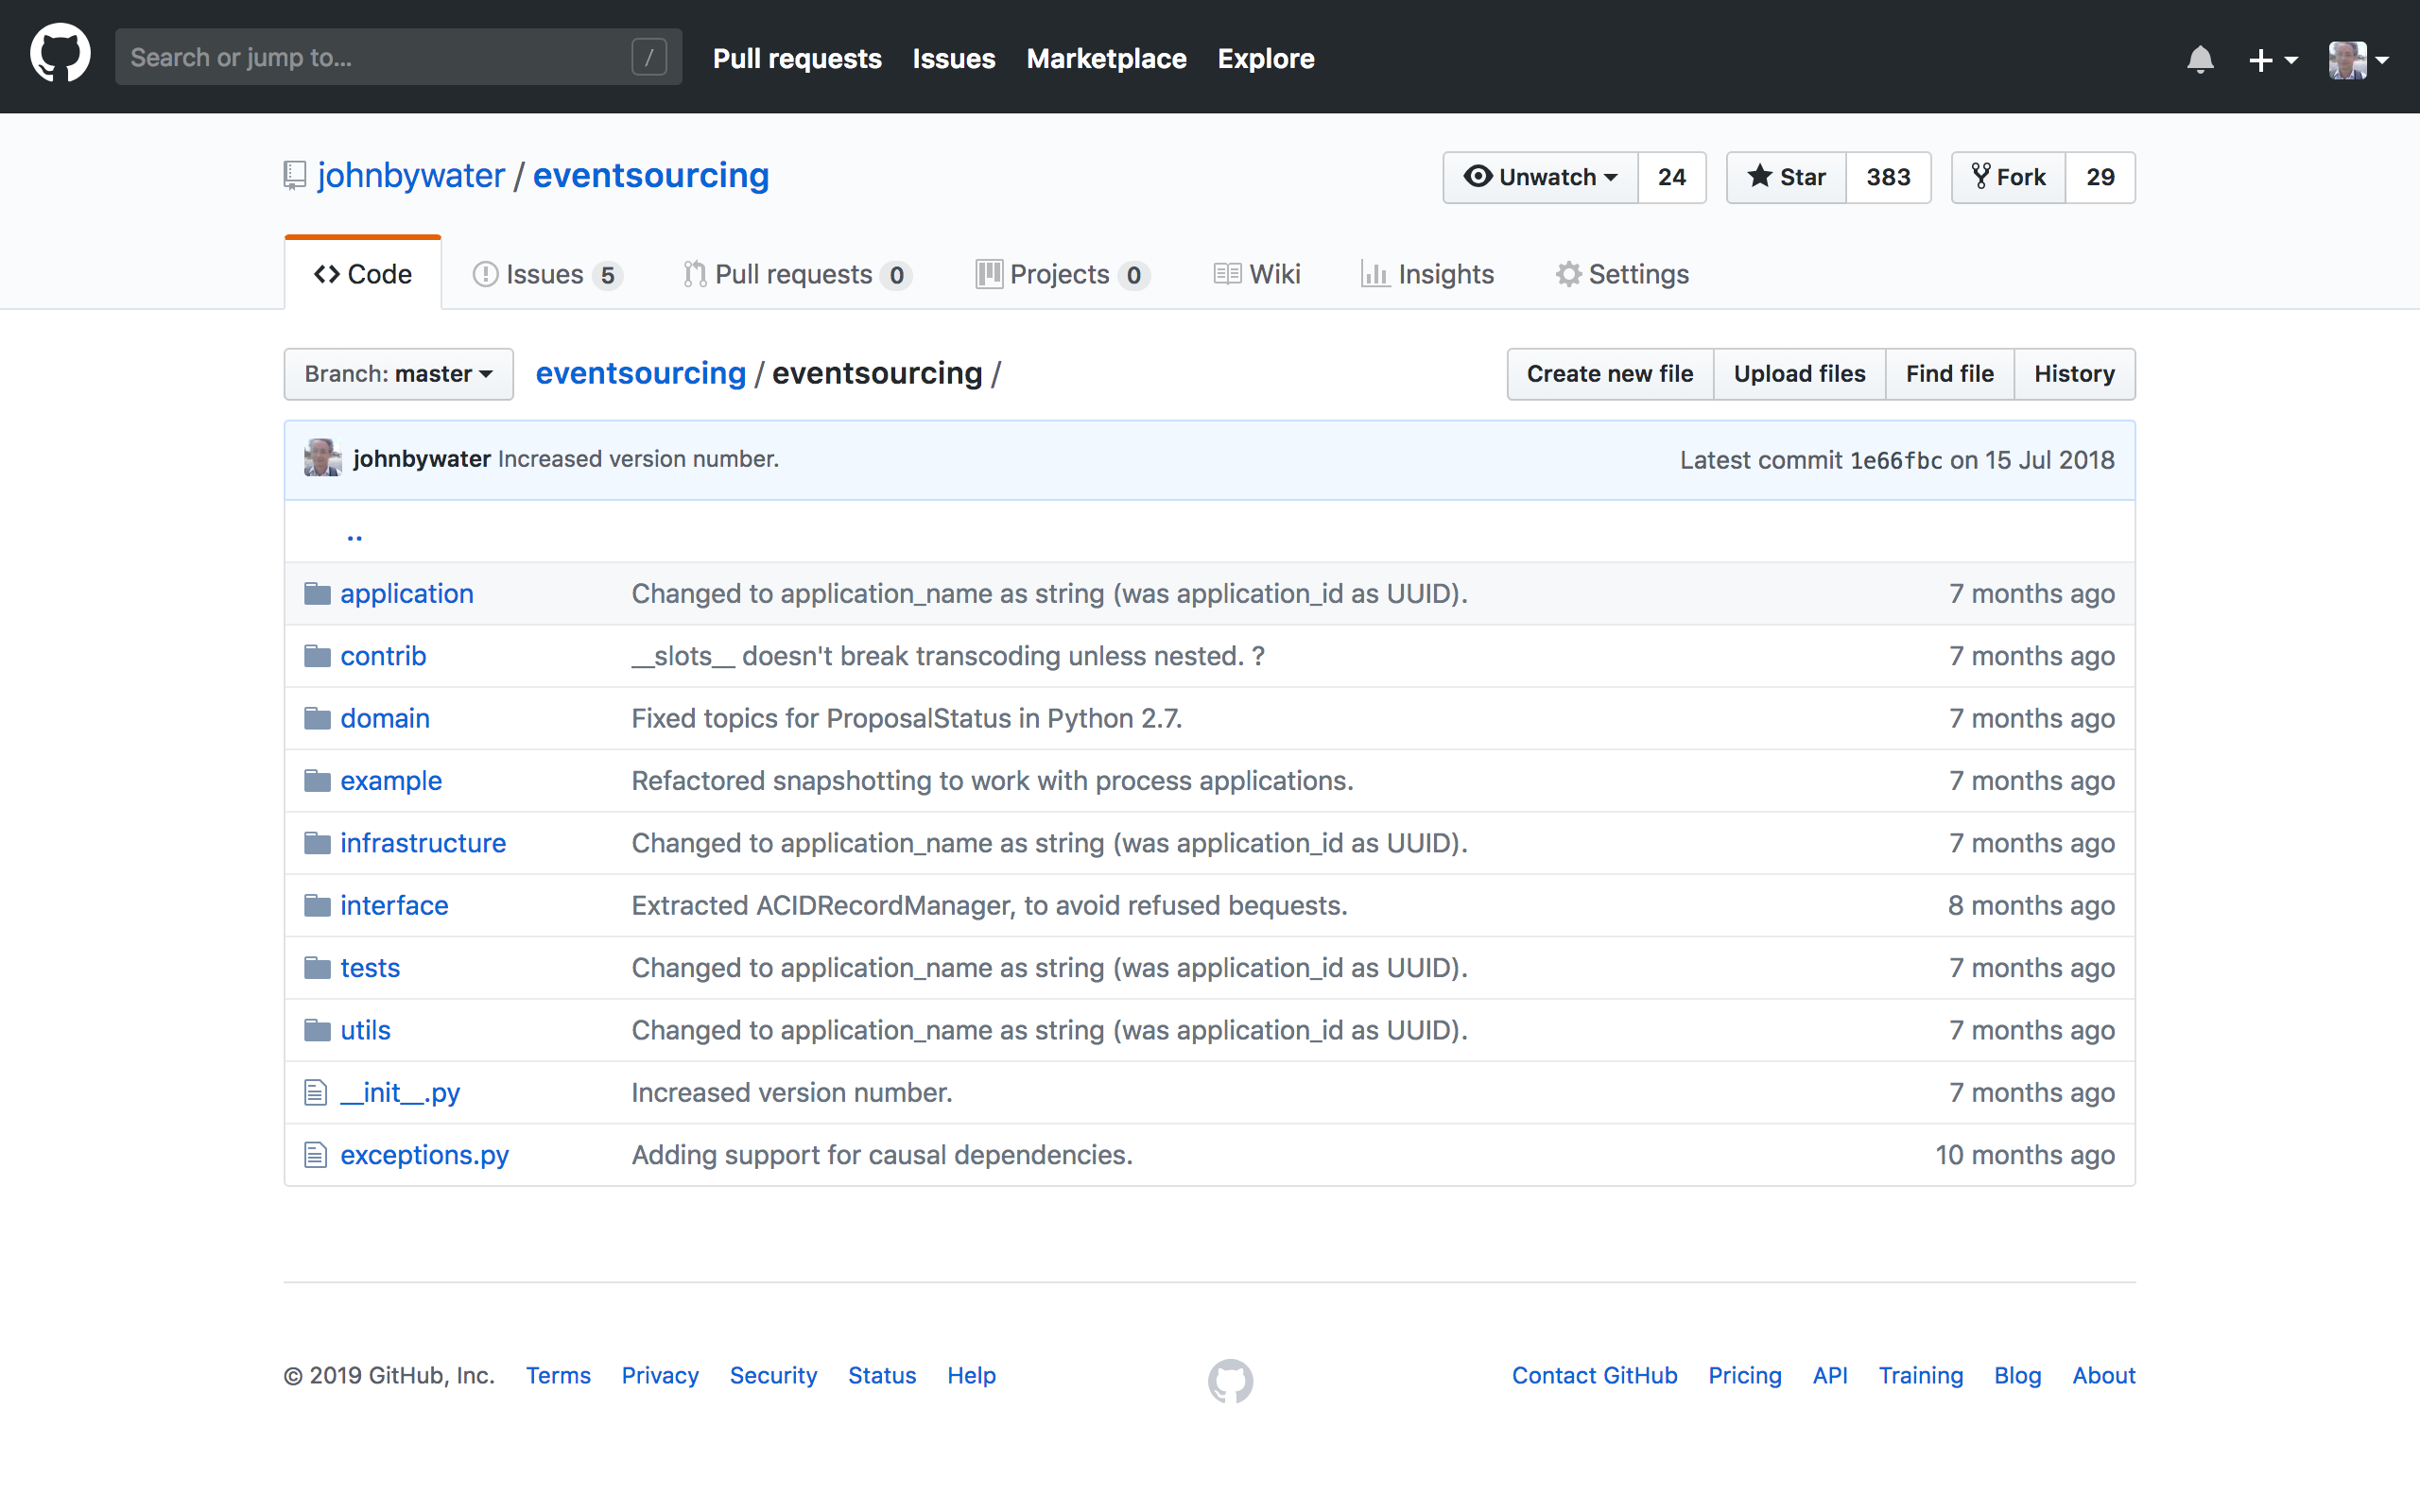 Search or jump to... /
Pull requests Issues Marketplace Explore
johnbywater / eventsourcing
Unwatch 24 Star 383 Fork 29
Code Issues 5 Pull requests 0 Projects 0 Wiki Insights Settings
Branch: master eventsourcing / eventsourcing /
Create new file Upload files Find file History
johnbywater Increased version number. Latest commit 1e66fbc on 15 Jul 2018
..
application Changed to application_name as string (was application_id as UUID). 7 months ago
contrib __slots__ doesn't break transcoding unless nested. ? 7 months ago
domain Fixed topics for ProposalStatus in Python 2.7. 7 months ago
example Refactored snapshotting to work with process applications. 7 months ago
infrastructure Changed to application_name as string (was application_id as UUID). 7 months ago
interface Extracted ACIDRecordManager, to avoid refused bequests. 8 months ago
tests Changed to application_name as string (was application_id as UUID). 7 months ago
utils Changed to application_name as string (was application_id as UUID). 7 months ago
__init__.py Increased version number. 7 months ago
exceptions.py Adding support for causal dependencies. 10 months ago
© 2019 GitHub, Inc. Terms Privacy Security Status Help
Contact GitHub Pricing API Training Blog About